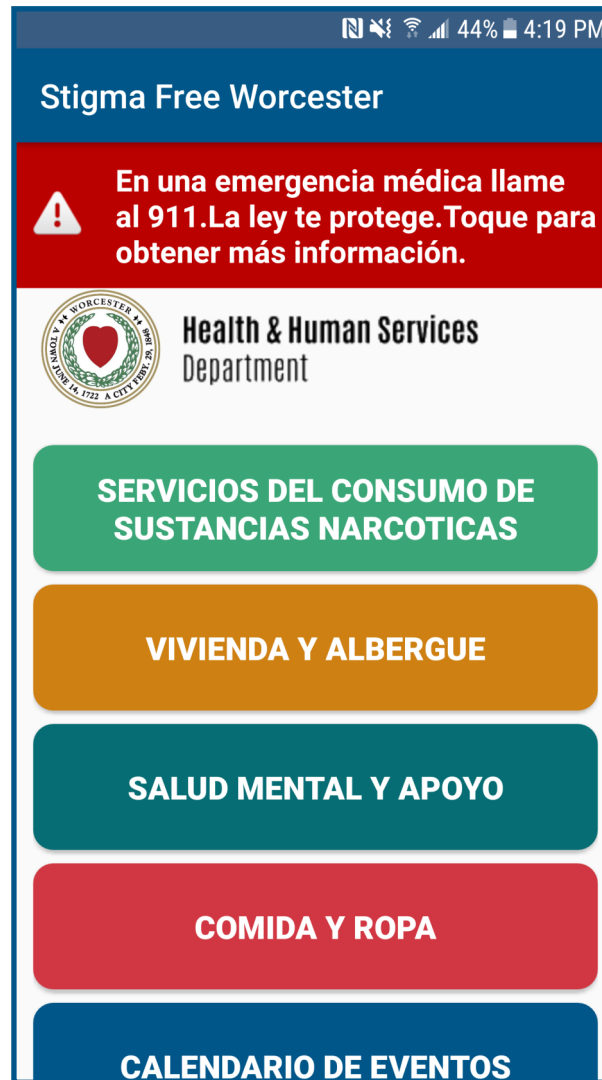 44% 4:19 PM
Stigma Free Worcester
En una emergencia médica llame
al 911.La ley te protege.Toque para
obtener más información.
WORCESTER
A TOWN JUNE 14, 1722 A CITY FEBY. 29, 1848
Health & Human Services
Department
SERVICIOS DEL CONSUMO DE
SUSTANCIAS NARCOTICAS
VIVIENDA Y ALBERGUE
SALUD MENTAL Y APOYO
COMIDA Y ROPA
CALENDARIO DE EVENTOS